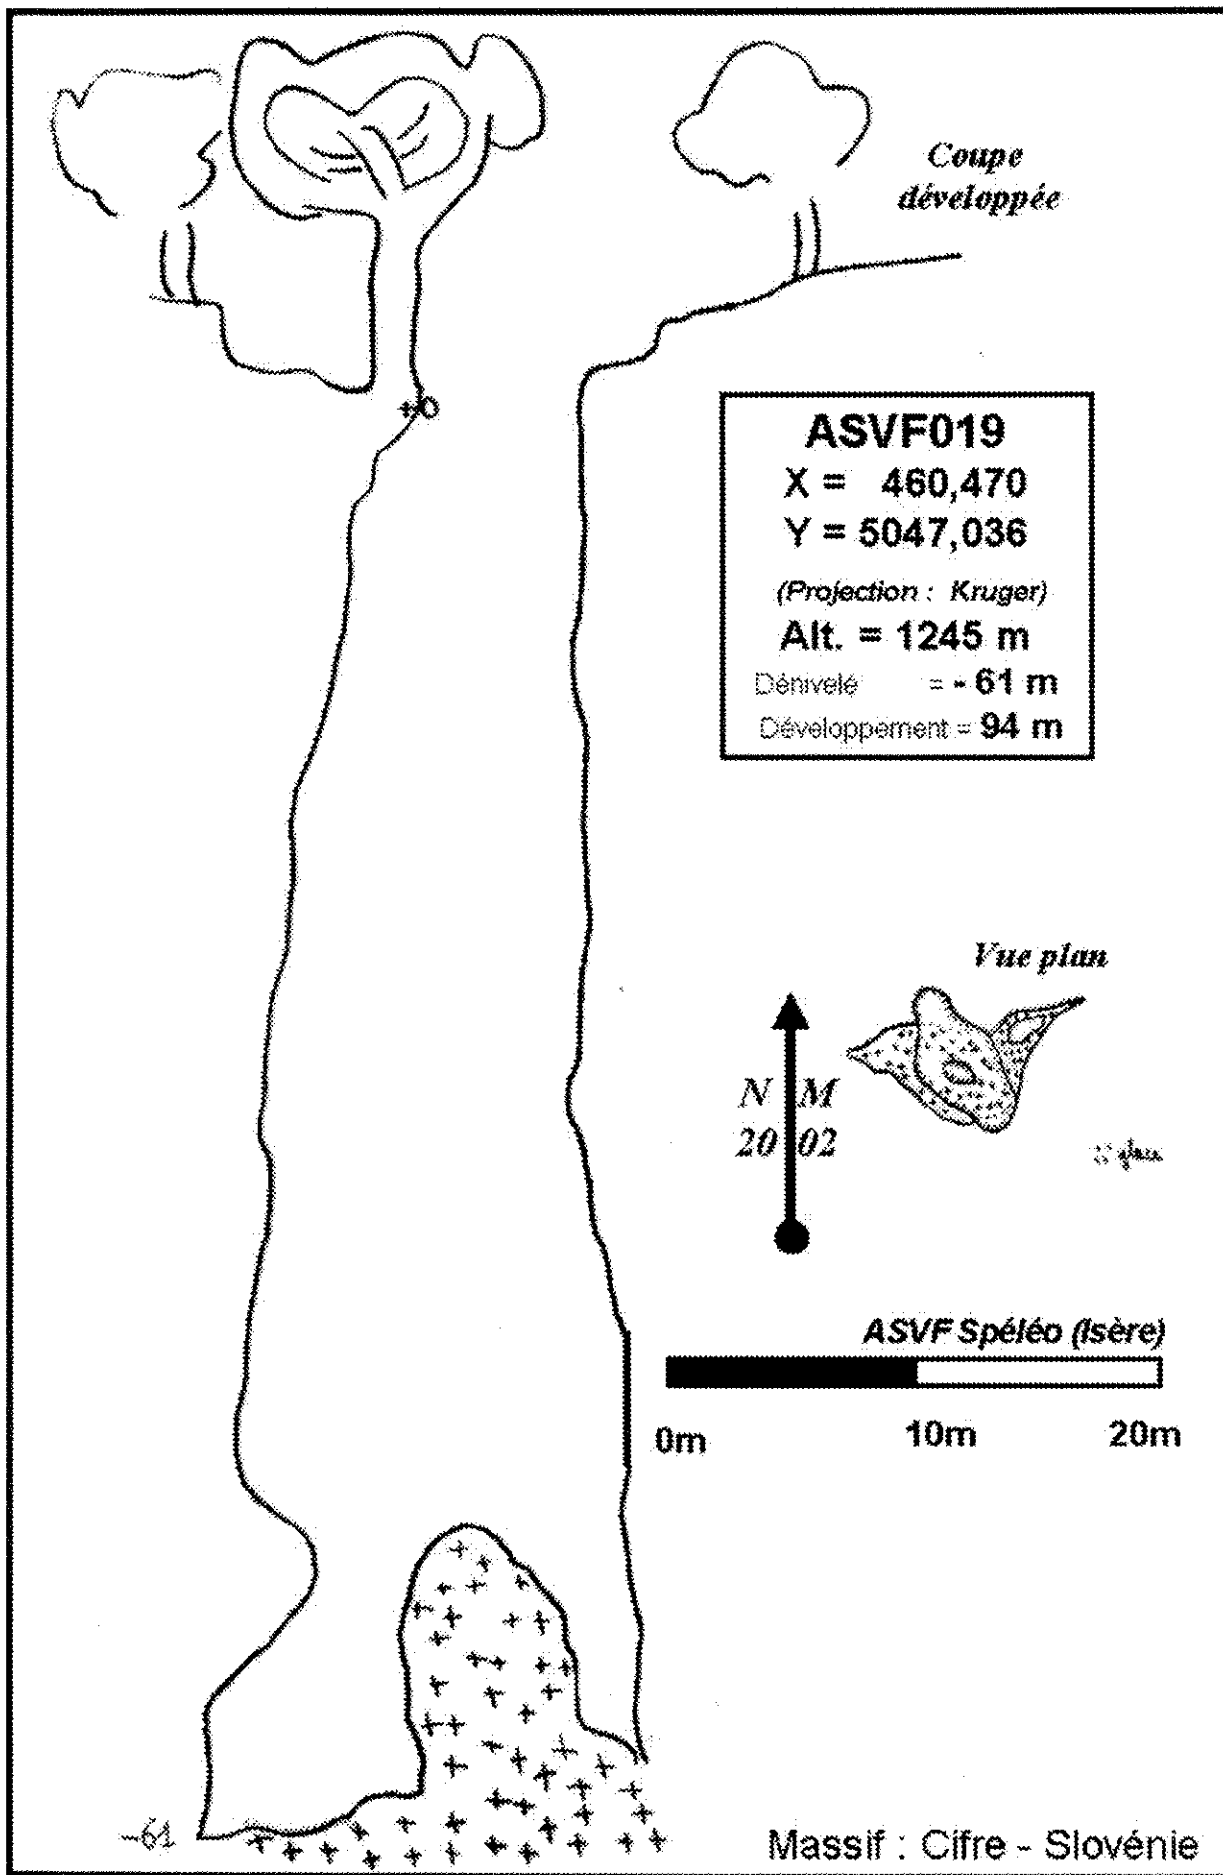 Coupe
développée
+0
ASVF019
X = 460,470
Y = 5047,036
(Projection : Kruger)
Alt. = 1245 m
Dénivelé = - 61 m
Développement = 94 m
Vue plan
N M
20 02
ASVF Spéléo (Isère)
0m 10m 20m
-61
Massif : Cifre - Slovénie